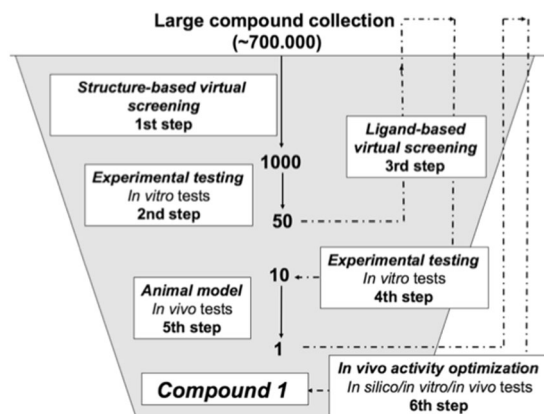 Large compound collection
(~700.000)
Structure-based virtual
screening
1st step
Ligand-based
virtual screening
3rd step
1000
Experimental testing
In vitro tests
2nd step
50
10
Experimental testing
In vitro tests
4th step
Animal model
In vivo tests
5th step
1
In vivo activity optimization
In silico/in vitro/in vivo tests
6th step
Compound 1